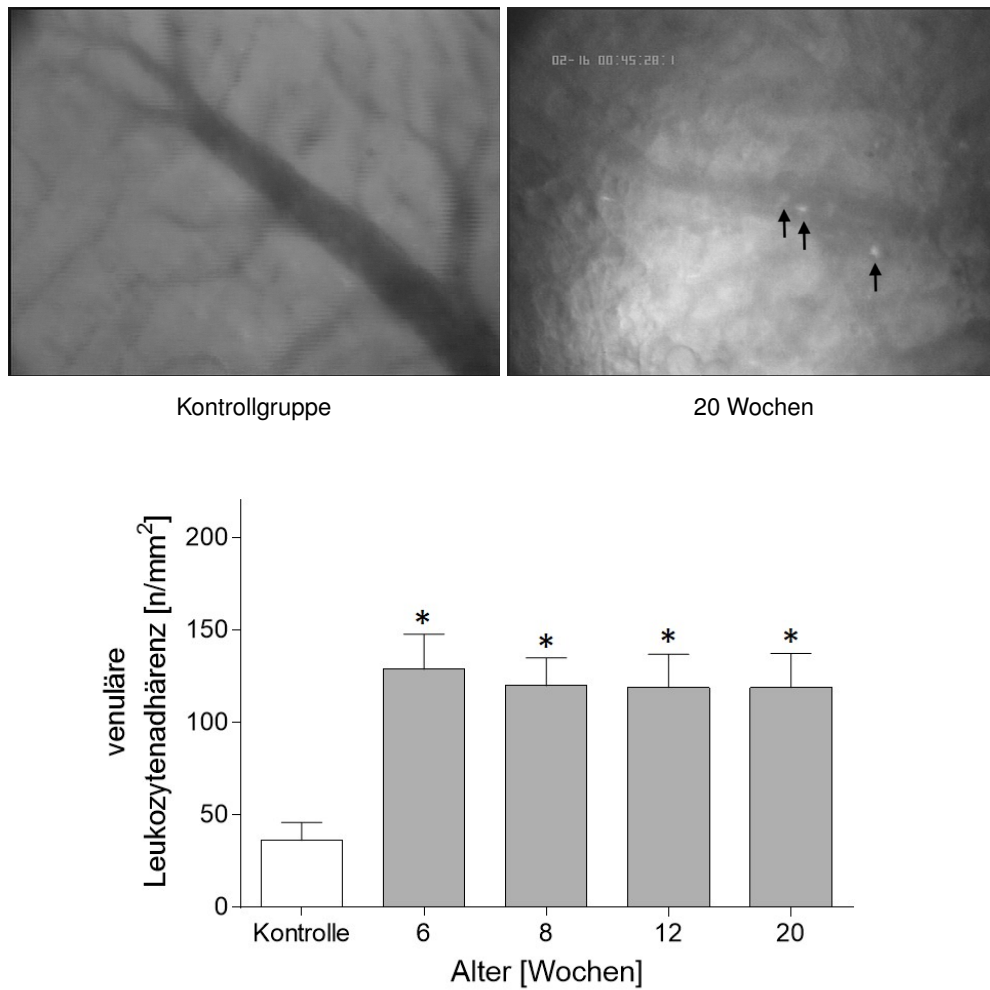 02-16 00:45:28:1
Kontrollgruppe
20 Wochen
venuläre
Leukozytenadhärenz [n/mm²]
200
150
100
50
0
*
*
*
*
Kontrolle 6 8 12 20
Alter [Wochen]